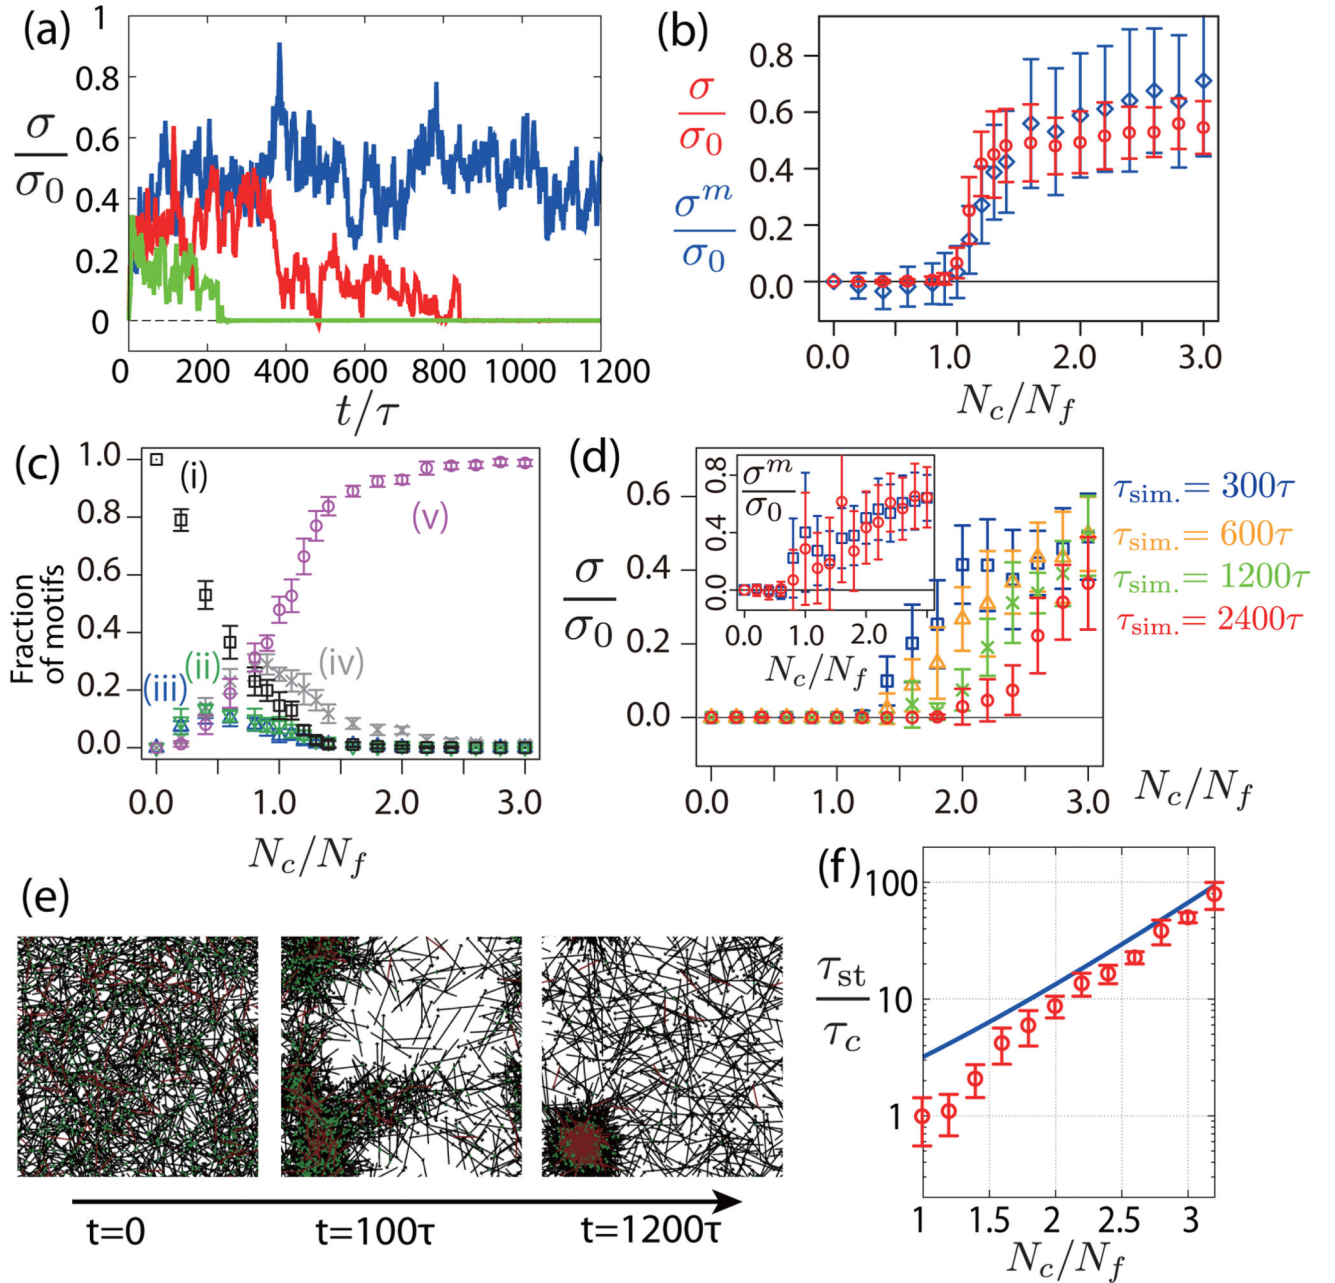 (a)
σ
σ0
1
0.8
0.6
0.4
0.2
0
0 200 400 600 800 1000 1200
t/τ
(b)
σ
σ0
σ^m
σ0
0.8
0.6
0.4
0.2
0.0
0.0 1.0 2.0 3.0
Nc/Nf
(c)
Fraction
of motifs
1.0
0.8
0.6
0.4
0.2
0.0
(i)
(v)
(ii)
(iv)
(iii)
0.0 1.0 2.0 3.0
Nc/Nf
(d)
σ
σ0
0.6
0.4
0.2
0.0
σ^m
σ0
0.8
0.4
0.0
0.0 1.0 2.0
Nc/Nf
τsim. = 300τ
τsim. = 600τ
τsim. = 1200τ
τsim. = 2400τ
0.0 1.0 2.0 3.0
Nc/Nf
(e)
t=0 t=100τ t=1200τ
(f)
τst
τc
100
10
1
1 1.5 2 2.5 3
Nc/Nf